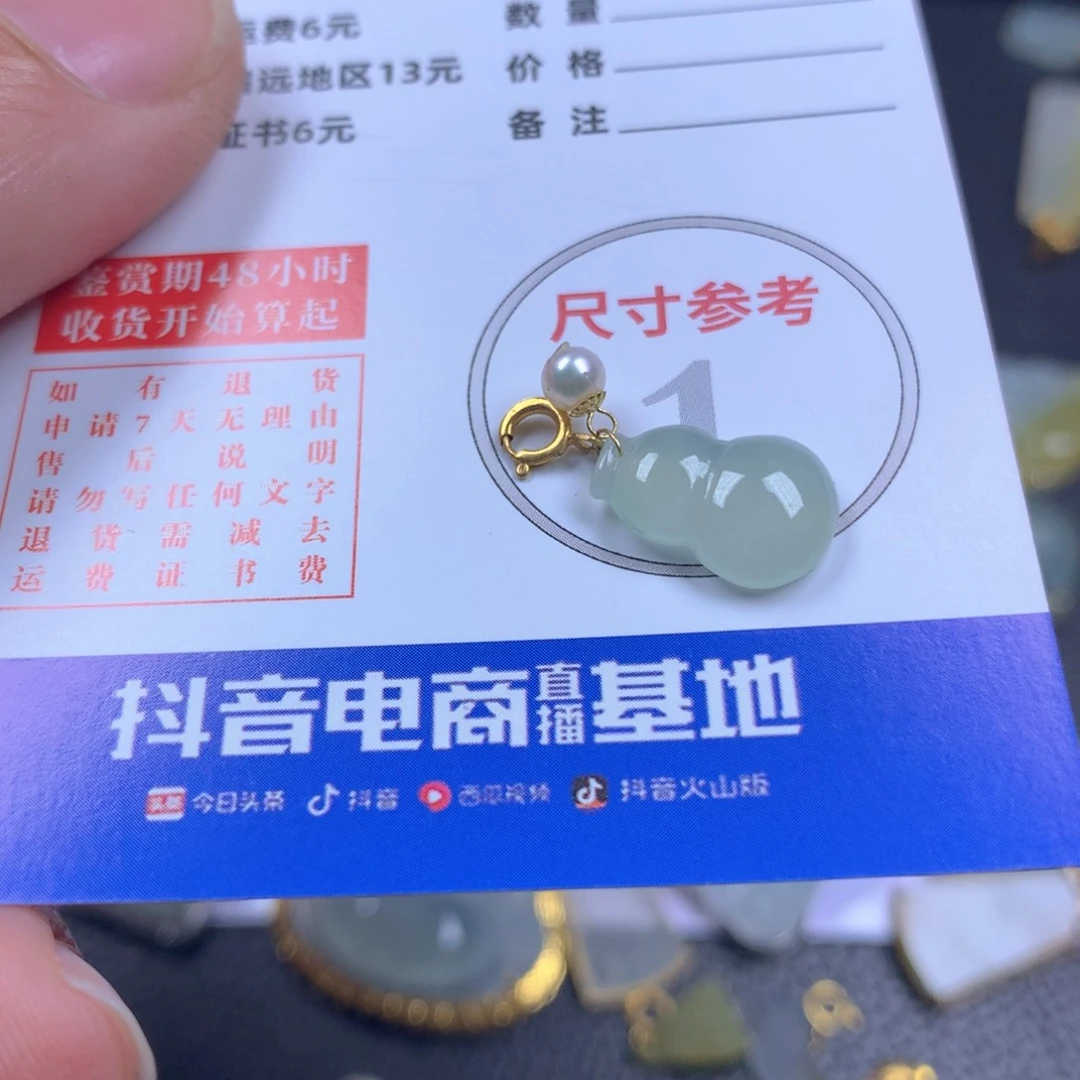 运费6元
数量
偏远地区13元
价格
证书6元
备注
鉴赏期48小时
收货开始算起
如有退货
申请7天无理由
售后说明
请勿写任何文字
退货需减去
运费证书费
尺寸参考
1
抖音电商直播基地
头条 今日头条 抖音 西瓜视频 抖音火山版